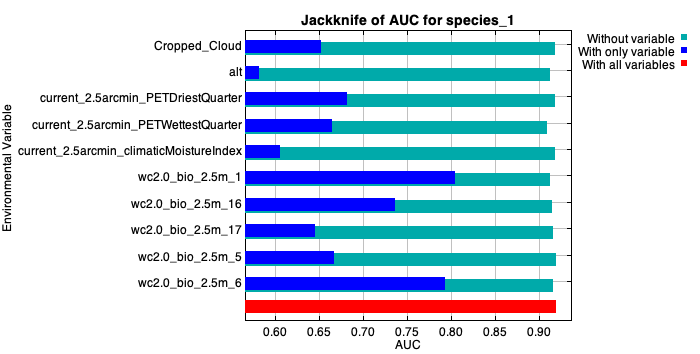 Jackknife of AUC for species_1
Without variable
With only variable
With all variables
Environmental Variable
Cropped_Cloud
alt
current_2.5arcmin_PETDriestQuarter
current_2.5arcmin_PETWettestQuarter
current_2.5arcmin_climaticMoistureIndex
wc2.0_bio_2.5m_1
wc2.0_bio_2.5m_16
wc2.0_bio_2.5m_17
wc2.0_bio_2.5m_5
wc2.0_bio_2.5m_6
0.60 0.65 0.70 0.75 0.80 0.85 0.90
AUC